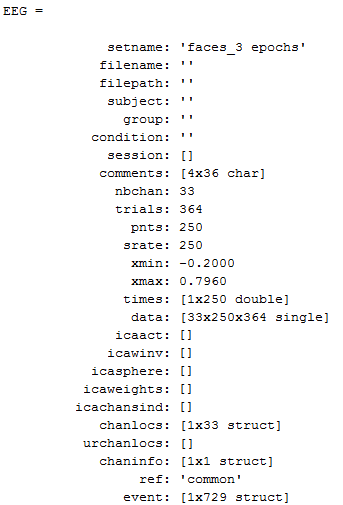 EEG =
setname: 'faces_3 epochs'
filename: ''
filepath: ''
subject: ''
group: ''
condition: ''
session: []
comments: [4x36 char]
nbchan: 33
trials: 364
pnts: 250
srate: 250
xmin: -0.2000
xmax: 0.7960
times: [1x250 double]
data: [33x250x364 single]
icaact: []
icawinv: []
icasphere: []
icaweights: []
icachansind: []
chanlocs: [1x33 struct]
urchanlocs: []
chaninfo: [1x1 struct]
ref: 'common'
event: [1x729 struct]